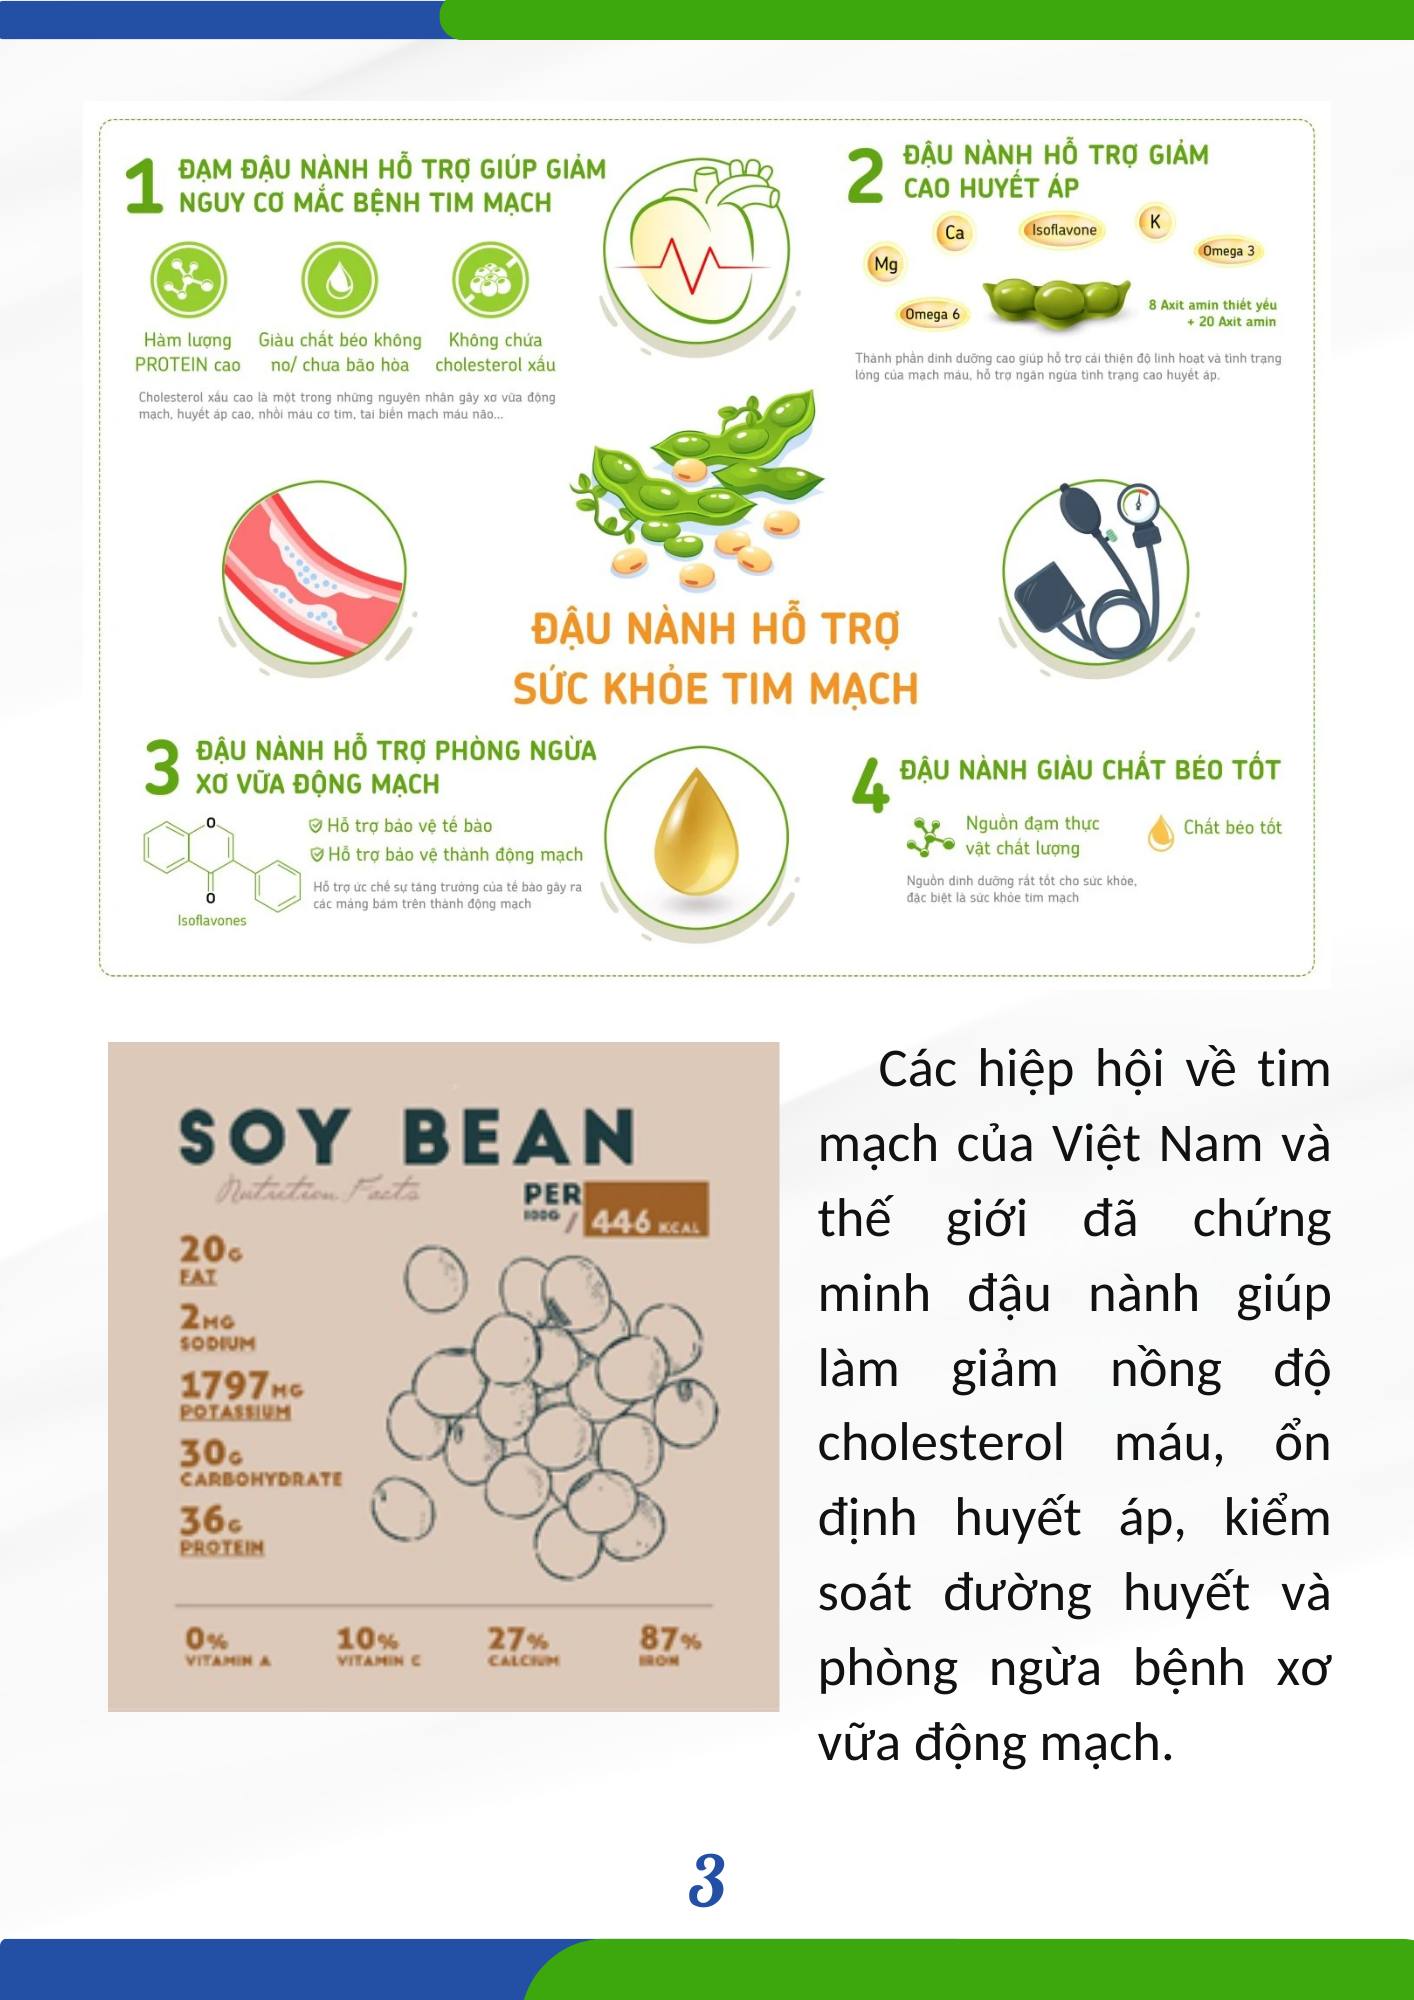 1 ĐẠM ĐẬU NÀNH HỖ TRỢ GIÚP GIẢM
NGUY CƠ MẮC BỆNH TIM MẠCH
Hàm lượng
PROTEIN cao
Giàu chất béo không
no/ chưa bão hòa
Không chứa
cholesterol xấu
Cholesterol xấu cao là một trong những nguyên nhân gây xơ vữa động
mạch, huyết áp cao, nhồi máu cơ tim, tai biến mạch máu não...
2 ĐẬU NÀNH HỖ TRỢ GIẢM
CAO HUYẾT ÁP
Mg
Ca
Isoflavone
K
Omega 3
Omega 6
8 Axit amin thiết yếu
+ 20 Axit amin
Thành phần dinh dưỡng cao giúp hỗ trợ cải thiện độ linh hoạt và tình trạng
lỏng của mạch máu, hỗ trợ ngăn ngừa tình trạng cao huyết áp.
ĐẬU NÀNH HỖ TRỢ
SỨC KHỎE TIM MẠCH
3 ĐẬU NÀNH HỖ TRỢ PHÒNG NGỪA
XƠ VỮA ĐỘNG MẠCH
O
O
Isoflavones
Hỗ trợ bảo vệ tế bào
Hỗ trợ bảo vệ thành động mạch
Hỗ trợ ức chế sự tăng trưởng của tế bào gây ra
các mảng bám trên thành động mạch
4 ĐẬU NÀNH GIÀU CHẤT BÉO TỐT
Nguồn đạm thực
vật chất lượng
Chất béo tốt
Nguồn dinh dưỡng rất tốt cho sức khỏe,
đặc biệt là sức khỏe tim mạch
SOY BEAN
Nutrition Facts
PER
100G / 446 KCAL
20G
FAT
2MG
SODIUM
1797MG
POTASSIUM
30G
CARBOHYDRATE
36G
PROTEIN
0%
VITAMIN A
10%
VITAMIN C
27%
CALCIUM
87%
IRON
Các hiệp hội về tim
mạch của Việt Nam và
thế giới đã chứng
minh đậu nành giúp
làm giảm nồng độ
cholesterol máu, ổn
định huyết áp, kiểm
soát đường huyết và
phòng ngừa bệnh xơ
vữa động mạch.
3